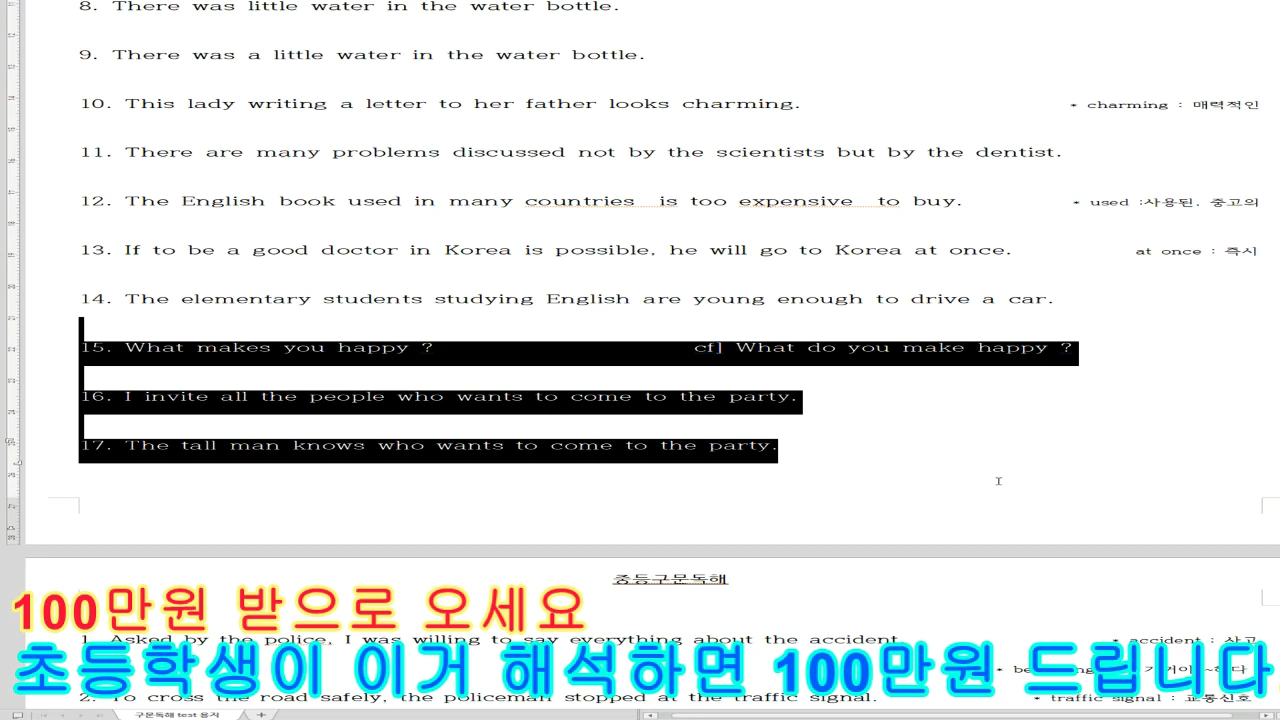 8. There was little water in the water bottle.
9. There was a little water in the water bottle.
10. This lady writing a letter to her father looks charming. * charming : 매력적인
11. There are many problems discussed not by the scientists but by the dentist.
12. The English book used in many countries is too expensive to buy. * used :사용된, 중고의
13. If to be a good doctor in Korea is possible, he will go to Korea at once. at once : 즉시
14. The elementary students studying English are young enough to drive a car.
15. What makes you happy ? cf] What do you make happy ?
16. I invite all the people who wants to come to the party.
17. The tall man knows who wants to come to the party.
중등구문독해
100만원 받으로 오세요
1. Asked by the police, I was willing to say everything about the accident. * accident : 사고
초등학생이 이거 해석하면 100만원 드립니다.
2. To cross the road safely, the policeman stopped at the traffic signal. * traffic signal : 교통신호
구문독해 test 용지